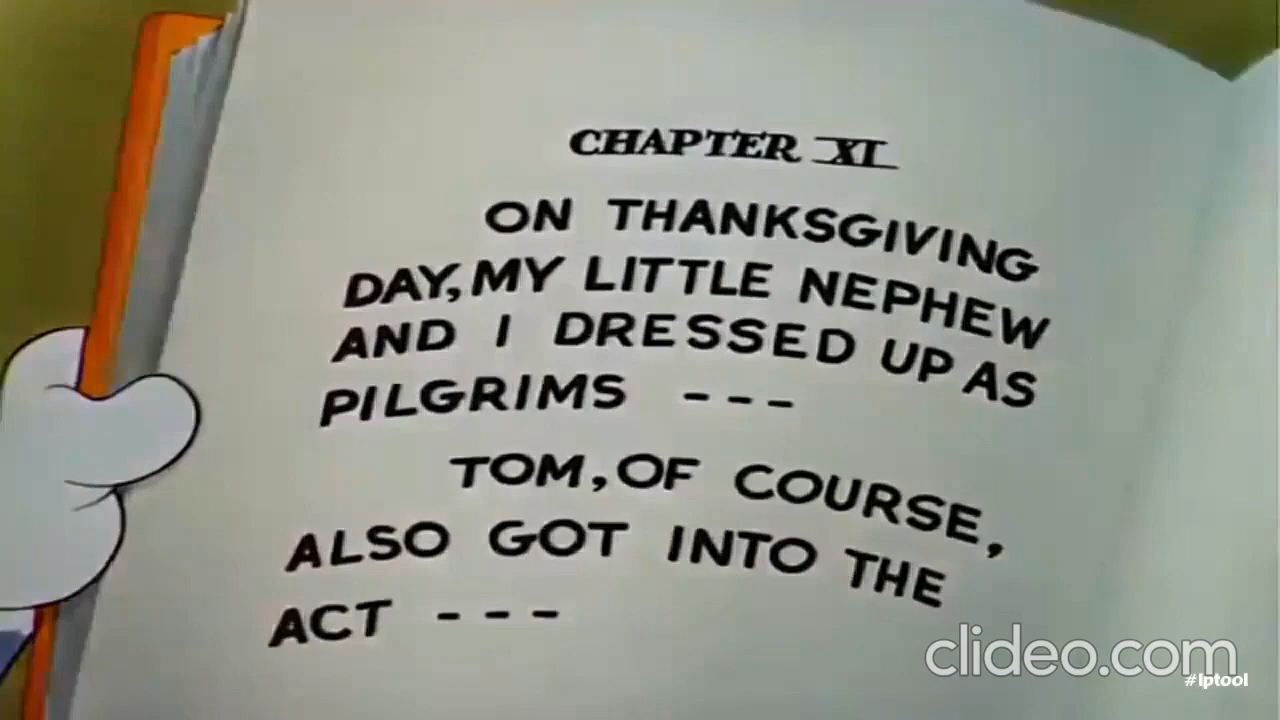 CHAPTER XI
ON THANKSGIVING
DAY, MY LITTLE NEPHEW
AND I DRESSED UP AS
PILGRIMS ---
TOM, OF COURSE,
ALSO GOT INTO THE
ACT ---
clideo.com
#lptool